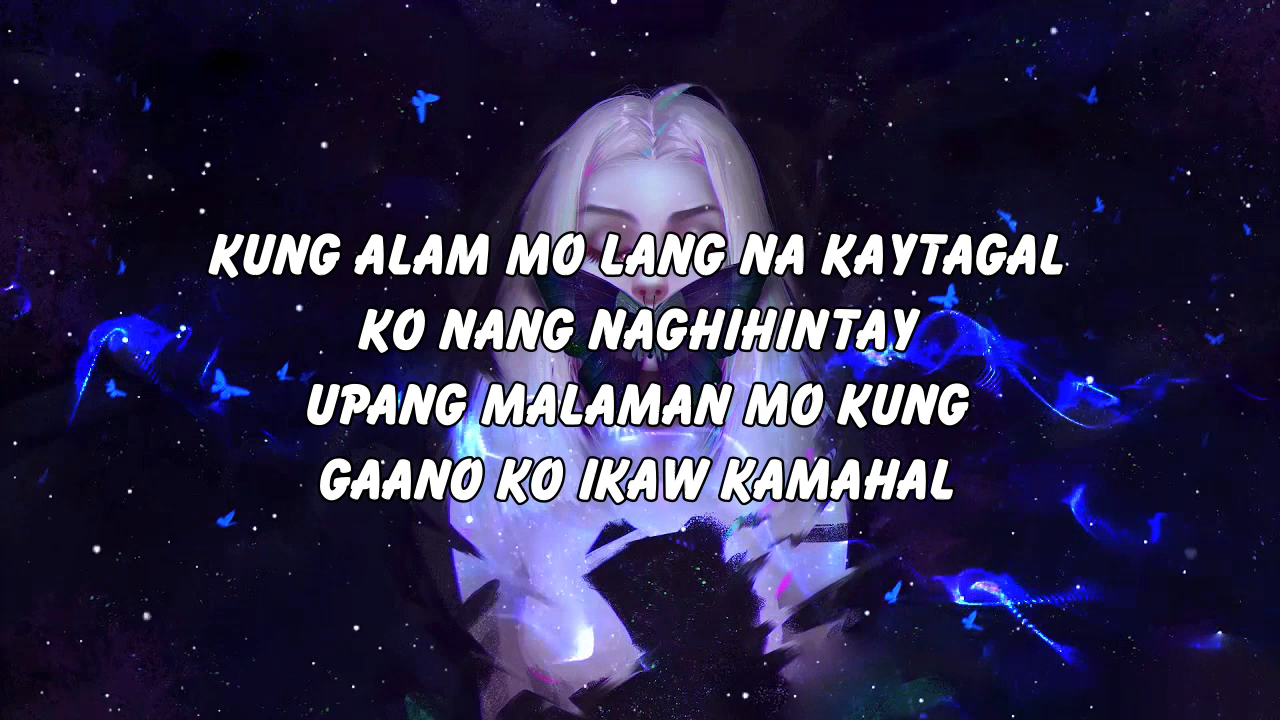 KUNG ALAM MO LANG NA KAYTAGAL
KO NANG NAGHIHINTAY
UPANG MALAMAN MO KUNG
GAANO KO IKAW KAMAHAL